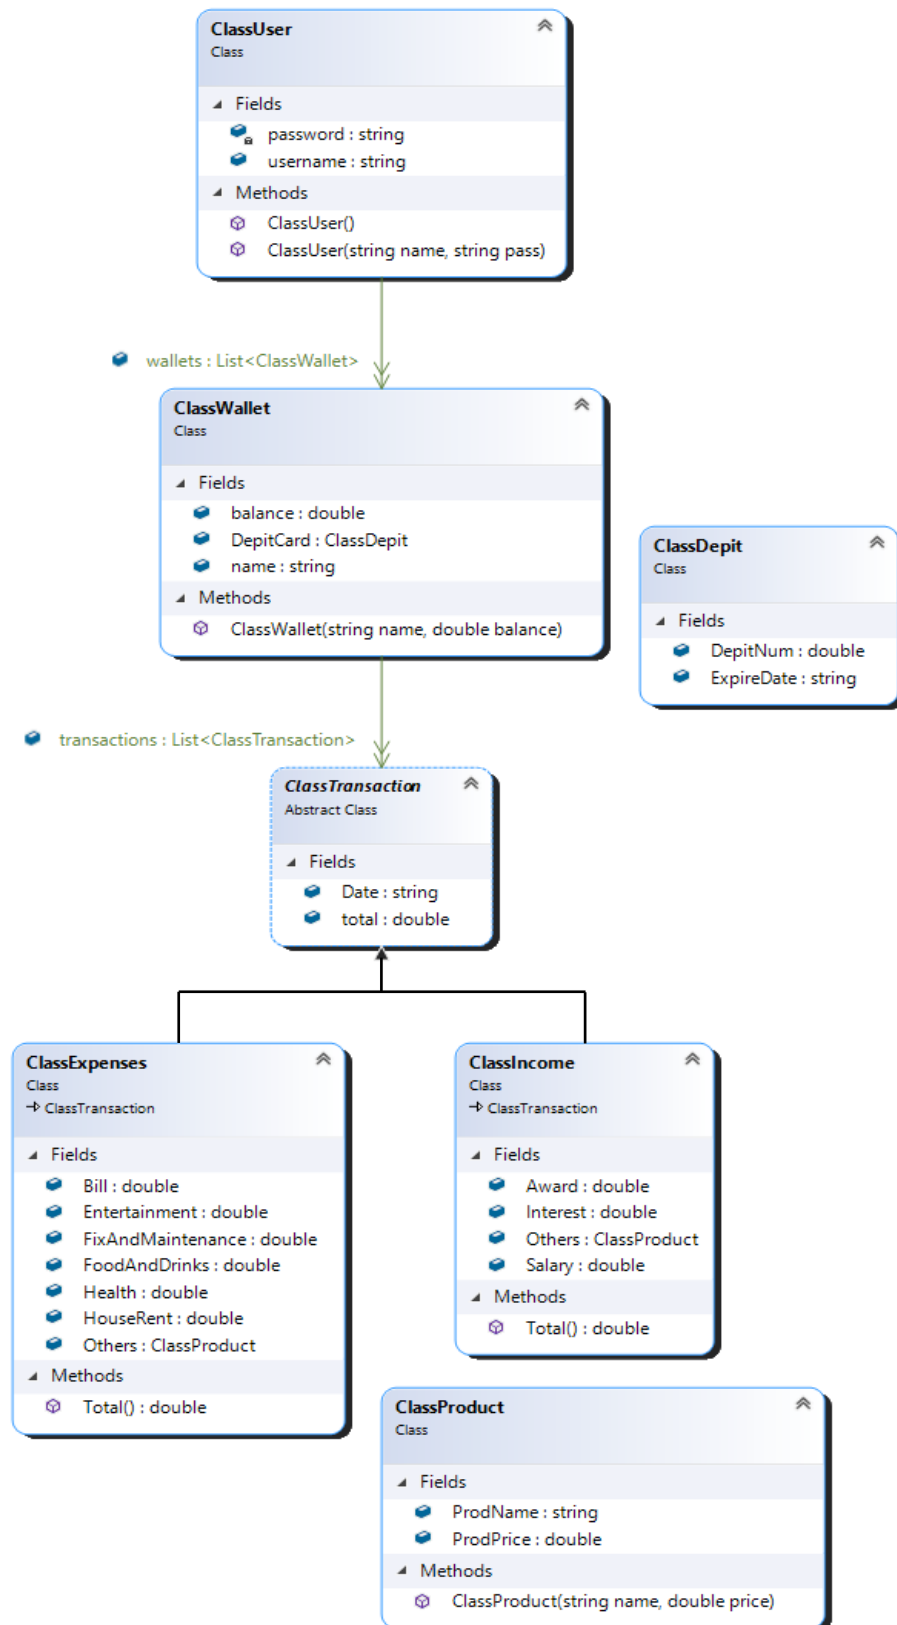 ClassUser
Class
Fields
password : string
username : string
Methods
ClassUser()
ClassUser(string name, string pass)
wallets : List<ClassWallet>
ClassWallet
Class
Fields
balance : double
DepitCard : ClassDepit
name : string
Methods
ClassWallet(string name, double balance)
ClassDepit
Class
Fields
DepitNum : double
ExpireDate : string
transactions : List<ClassTransaction>
ClassTransaction
Abstract Class
Fields
Date : string
total : double
ClassExpenses
Class
ClassTransaction
Fields
Bill : double
Entertainment : double
FixAndMaintenance : double
FoodAndDrinks : double
Health : double
HouseRent : double
Others : ClassProduct
Methods
Total() : double
ClassIncome
Class
ClassTransaction
Fields
Award : double
Interest : double
Others : ClassProduct
Salary : double
Methods
Total() : double
ClassProduct
Class
Fields
ProdName : string
ProdPrice : double
Methods
ClassProduct(string name, double price)